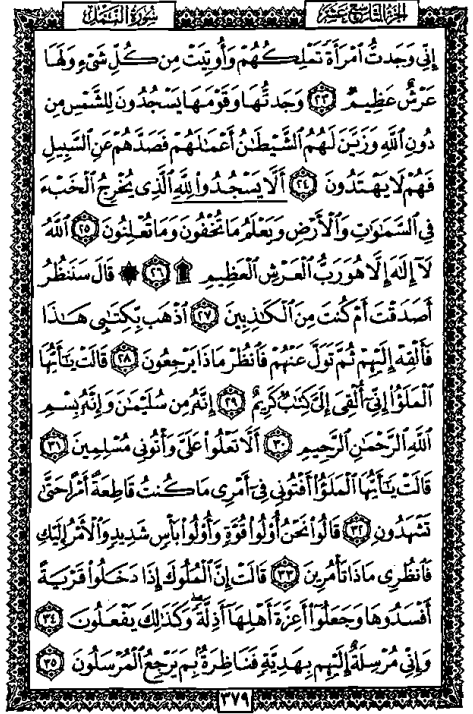 الجزء التاسع عشر
سورة النمل
إِنِّي وَجَدتُّ ٱمْرَأَةً تَمْلِكُهُمْ وَأُوتِيَتْ مِن كُلِّ شَيْءٍ وَلَهَا
عَرْشٌ عَظِيمٌ ٢٣ وَجَدتُّهَا وَقَوْمَهَا يَسْجُدُونَ لِلشَّمْسِ مِن
دُونِ ٱللَّهِ وَزَيَّنَ لَهُمُ ٱلشَّيْطَٰنُ أَعْمَٰلَهُمْ فَصَدَّهُمْ عَنِ ٱلسَّبِيلِ
فَهُمْ لَا يَهْتَدُونَ ٢٤ أَلَّا يَسْجُدُوا۟ لِلَّهِ ٱلَّذِي يُخْرِجُ ٱلْخَبْءَ
فِي ٱلسَّمَٰوَٰتِ وَٱلْأَرْضِ وَيَعْلَمُ مَا تُخْفُونَ وَمَا تُعْلِنُونَ ٢٥ ٱللَّهُ
لَآ إِلَٰهَ إِلَّا هُوَ رَبُّ ٱلْعَرْشِ ٱلْعَظِيمِ ۩ ٢٦ ۞ قَالَ سَنَنظُرُ
أَصَدَقْتَ أَمْ كُنتَ مِنَ ٱلْكَٰذِبِينَ ٢٧ ٱذْهَب بِّكِتَٰبِي هَٰذَا
فَأَلْقِهْ إِلَيْهِمْ ثُمَّ تَوَلَّ عَنْهُمْ فَٱنظُرْ مَاذَا يَرْجِعُونَ ٢٨ قَالَتْ يَٰٓأَيُّهَا
ٱلْمَلَؤُا۟ إِنِّيٓ أُلْقِيَ إِلَيَّ كِتَٰبٌ كَرِيمٌ ٢٩ إِنَّهُۥ مِن سُلَيْمَٰنَ وَإِنَّهُۥ بِسْمِ
ٱللَّهِ ٱلرَّحْمَٰنِ ٱلرَّحِيمِ ٣٠ أَلَّا تَعْلُوا۟ عَلَيَّ وَأْتُونِي مُسْلِمِينَ ٣١
قَالَتْ يَٰٓأَيُّهَا ٱلْمَلَؤُا۟ أَفْتُونِي فِيٓ أَمْرِي مَا كُنتُ قَاطِعَةً أَمْرًا حَتَّىٰ
تَشْهَدُونِ ٣٢ قَالُوا۟ نَحْنُ أُو۟لُوا۟ قُوَّةٍ وَأُو۟لُوا۟ بَأْسٍ شَدِيدٍ وَٱلْأَمْرُ إِلَيْكِ
فَٱنظُرِي مَاذَا تَأْمُرِينَ ٣٣ قَالَتْ إِنَّ ٱلْمُلُوكَ إِذَا دَخَلُوا۟ قَرْيَةً
أَفْسَدُوهَا وَجَعَلُوٓا۟ أَعِزَّةَ أَهْلِهَآ أَذِلَّةً ۖ وَكَذَٰلِكَ يَفْعَلُونَ ٣٤
وَإِنِّي مُرْسِلَةٌ إِلَيْهِم بِهَدِيَّةٍ فَنَاظِرَةٌۢ بِمَ يَرْجِعُ ٱلْمُرْسَلُونَ ٣٥
٣٧٩